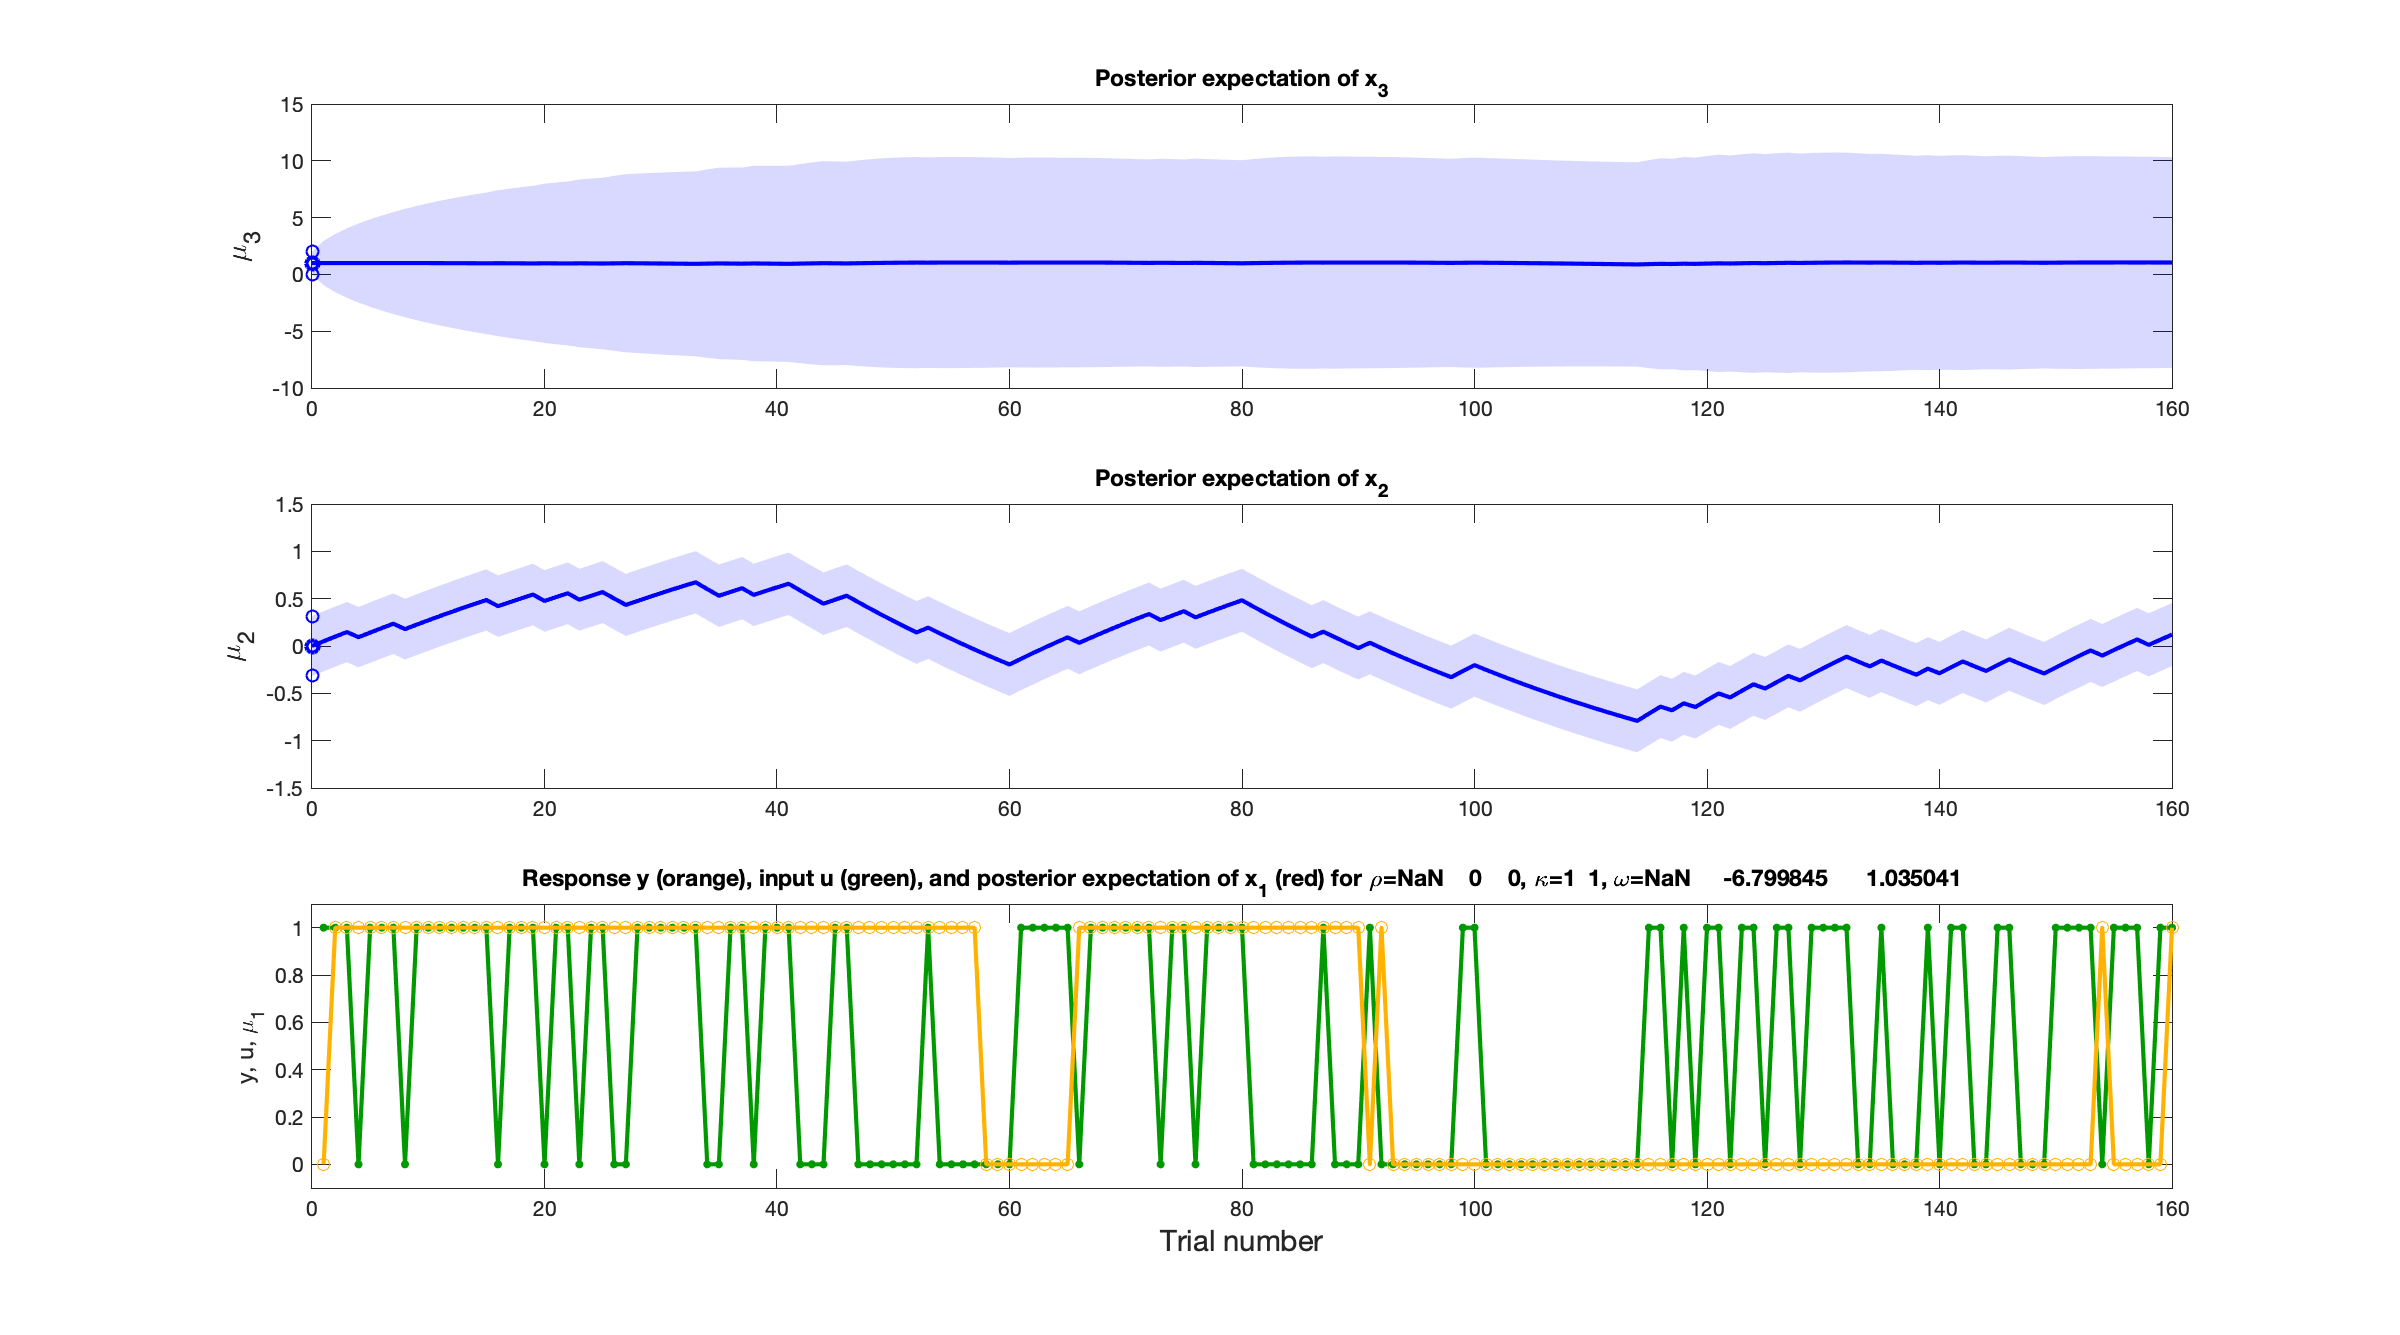 Posterior expectation of x₃
15
10
5
0
-5
-10
μ₃
0 20 40 60 80 100 120 140 160
Posterior expectation of x₂
1.5
1
0.5
0
-0.5
-1
-1.5
μ₂
0 20 40 60 80 100 120 140 160
Response y (orange), input u (green), and posterior expectation of x₁ (red) for ρ=NaN 0 0, κ=1 1, ω=NaN -6.799845 1.035041
1
0.8
0.6
0.4
0.2
0
y, u, μ₁
0 20 40 60 80 100 120 140 160
Trial number